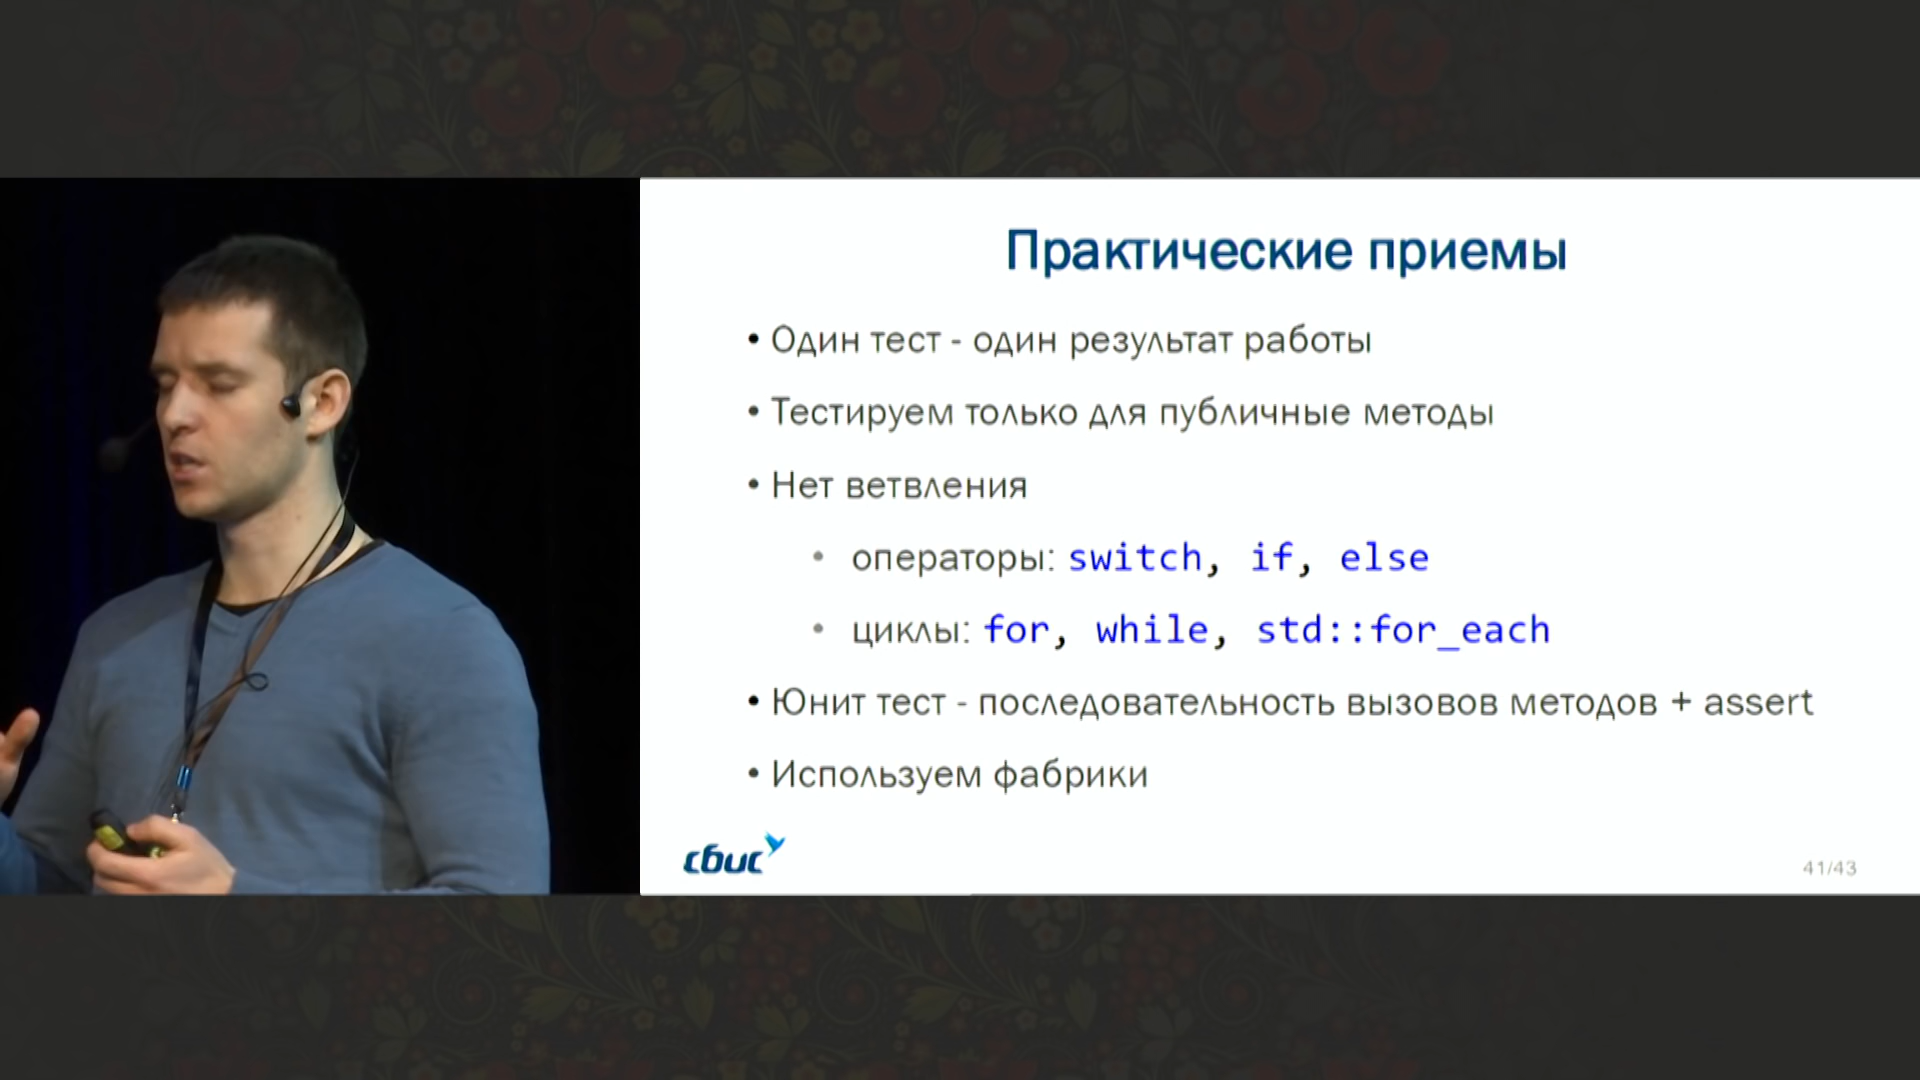 Практические приемы
• Один тест - один результат работы
• Тестируем только для публичные методы
• Нет ветвления
• операторы: switch, if, else
• циклы: for, while, std::for_each
• Юнит тест - последовательность вызовов методов + assert
• Используем фабрики
сбис
41/43